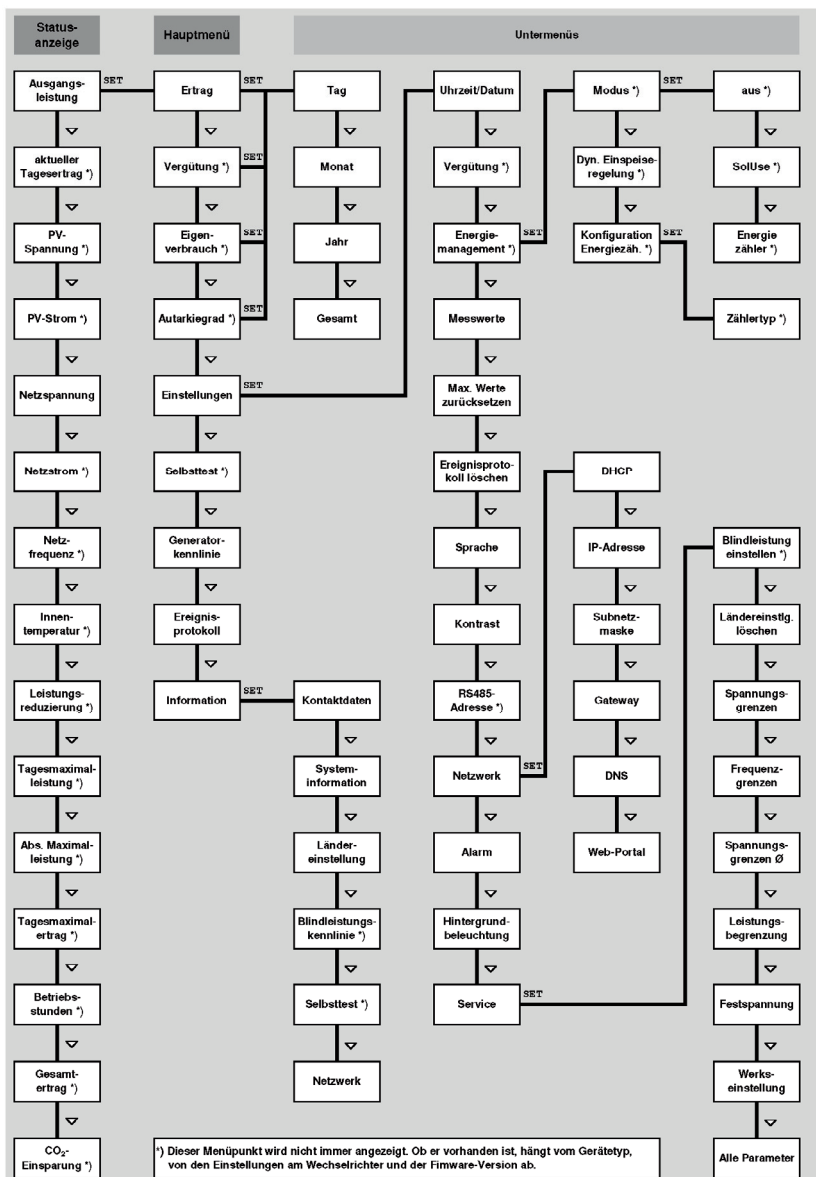 Status-
anzeige
Hauptmenü
Untermenüs
Ausgangs-
leistung
SET
Ertrag
SET
Tag
Uhrzeit/Datum
Modus *)
SET
aus *)
aktueller
Tagesertrag *)
Vergütung *)
SET
Monat
Vergütung *)
Dyn. Einspeise-
regelung *)
SolUse *)
PV-
Spannung *)
Eigen-
verbrauch *)
SET
Jahr
Energie-
management *)
SET
Konfiguration
Energiezäh. *)
SET
Energie
zähler *)
PV-Strom *)
Autarkiegrad *)
SET
Gesamt
Messwerte
Zählertyp *)
Netzspannung
Einstellungen
SET
Max. Werte
zurücksetzen
Netzstrom *)
Selbsttest *)
Ereignisproto-
koll löschen
DHCP
Netz-
frequenz *)
Generator-
kennlinie
Sprache
IP-Adresse
Blindleistung
einstellen *)
Innen-
temperatur *)
Ereignis-
protokoll
Kontrast
Subnetz-
maske
Ländereinstlg.
löschen
Leistungs-
reduzierung *)
Information
SET
Kontaktdaten
RS485-
Adresse *)
Gateway
Spannungs-
grenzen
Tagesmaximal-
leistung *)
System-
information
Netzwerk
SET
DNS
Frequenz-
grenzen
Abs. Maximal-
leistung *)
Länder-
einstellung
Alarm
Web-Portal
Spannungs-
grenzen Ø
Tagesmaximal-
ertrag *)
Blindleistungs-
kennlinie *)
Hintergrund-
beleuchtung
Leistungs-
begrenzung
Betriebs-
stunden *)
Selbsttest *)
Service
SET
Festspannung
Gesamt-
ertrag *)
Netzwerk
Werks-
einstellung
CO₂-
Einsparung *)
*) Dieser Menüpunkt wird nicht immer angezeigt. Ob er vorhanden ist, hängt vom Gerätetyp,
von den Einstellungen am Wechselrichter und der Fimware-Version ab.
Alle Parameter